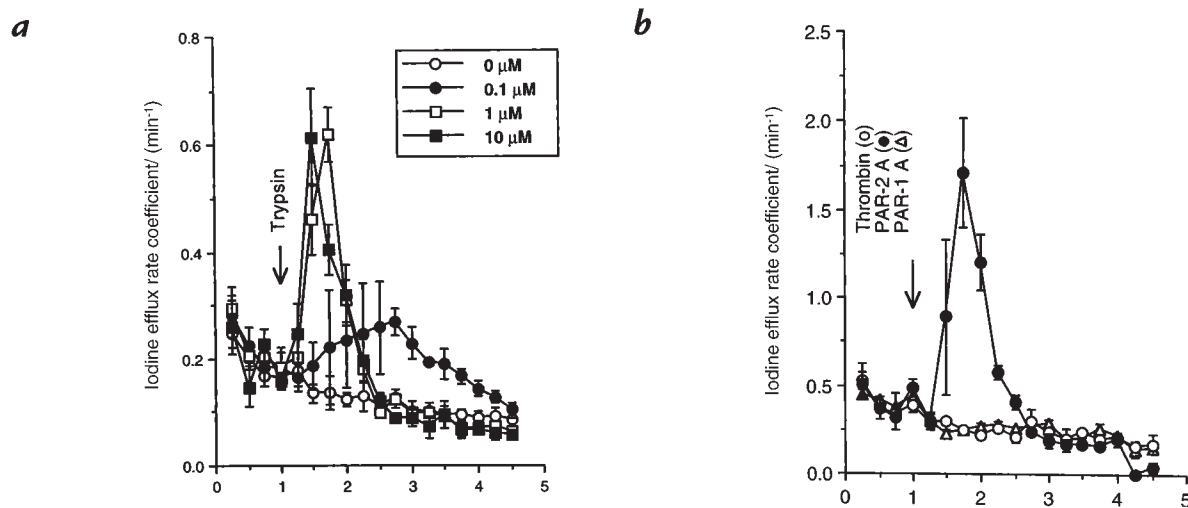 a
Iodine efflux rate coefficient/ (min⁻¹)
0.8
0.6
0.4
0.2
0.0
0 1 2 3 4 5
Trypsin
0 µM
0.1 µM
1 µM
10 µM
b
Iodine efflux rate coefficient/ (min⁻¹)
2.5
2.0
1.5
1.0
0.5
0.0
0 1 2 3 4 5
Thrombin (○)
PAR-2 A (●)
PAR-1 A (△)